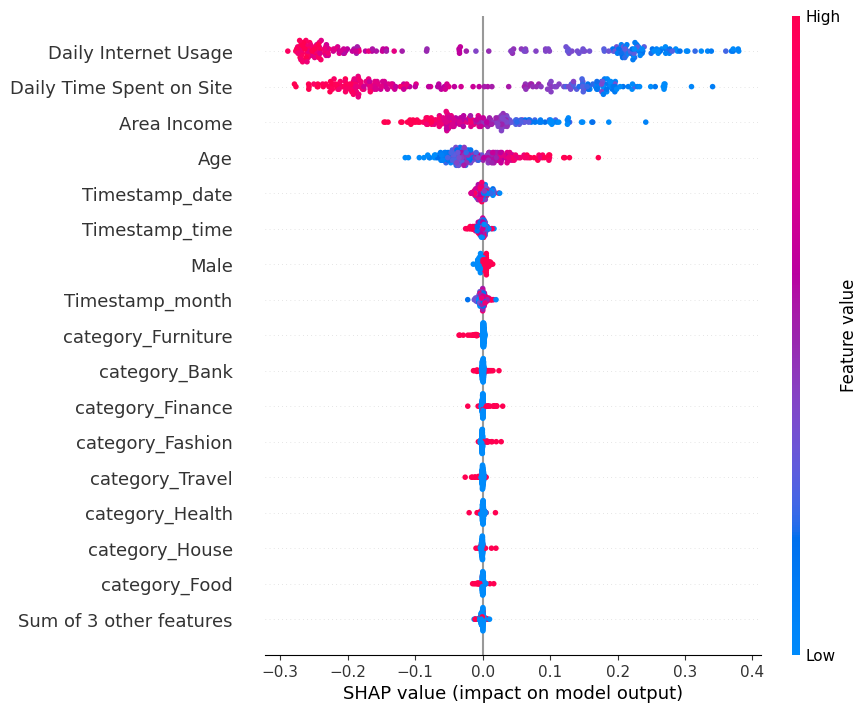 High
Daily Internet Usage
Daily Time Spent on Site
Area Income
Age
Timestamp_date
Timestamp_time
Male
Timestamp_month
category_Furniture
category_Bank
category_Finance
category_Fashion
category_Travel
category_Health
category_House
category_Food
Sum of 3 other features
Feature value
Low
−0.3 −0.2 −0.1 0.0 0.1 0.2 0.3 0.4
SHAP value (impact on model output)